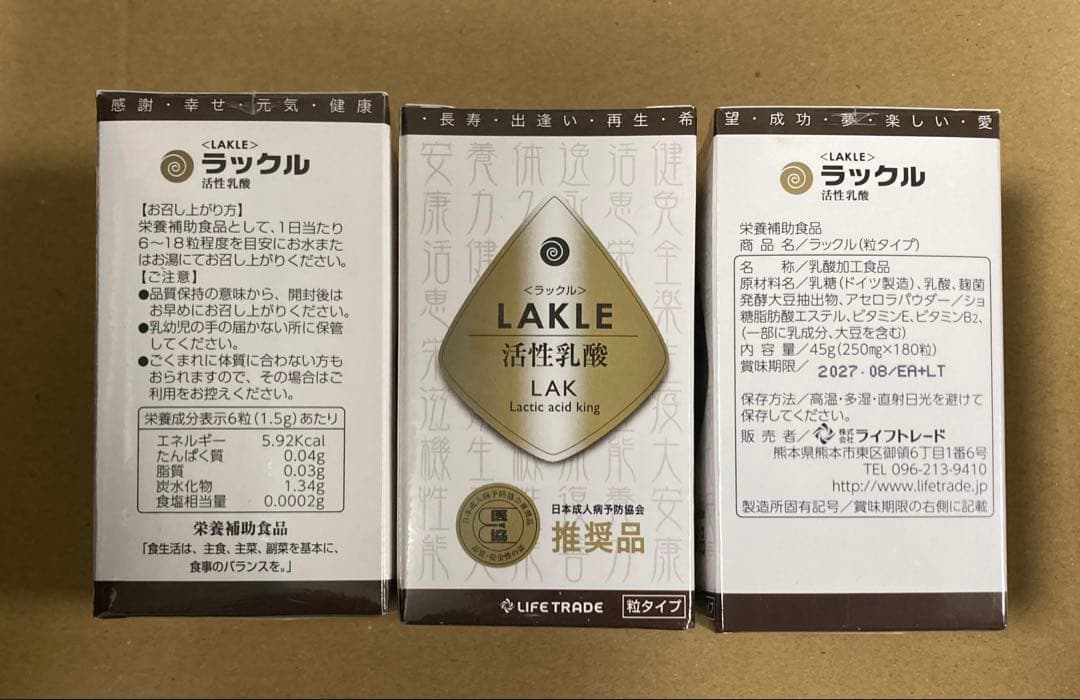 感謝・幸せ・元気・健康
<LAKLE>
ラックル
活性乳酸
【お召し上がり方】
栄養補助食品として、1日当たり
6〜18粒程度を目安にお水また
はお湯にてお召し上がりください。
【ご注意】
●品質保持の意味から、開封後は
お早めにお召し上がりください。
●乳幼児の手の届かない所に保管
してください。
●ごくまれに体質に合わない方も
おられますので、その場合はご
利用をお控えください。
栄養成分表示6粒(1.5g)あたり
エネルギー 5.92Kcal
たんぱく質 0.04g
脂質 0.03g
炭水化物 1.34g
食塩相当量 0.0002g
栄養補助食品
「食生活は、主食、主菜、副菜を基本に、
食事のバランスを。」
・長寿・出逢い・再生・希
<ラックル>
LAKLE
活性乳酸
LAK
Lactic acid king
日本成人病予防協会推奨品
医協
品質・安全性の証
日本成人病予防協会
推奨品
LIFE TRADE
粒タイプ
望・成功・夢・楽しい・愛
<LAKLE>
ラックル
活性乳酸
栄養補助食品
商品名/ラックル(粒タイプ)
名称/乳酸加工食品
原材料名/乳糖(ドイツ製造)、乳酸、麹菌
発酵大豆抽出物、アセロラパウダー/ショ
糖脂肪酸エステル、ビタミンE、ビタミンB2、
(一部に乳成分、大豆を含む)
内容量/45g(250mg×180粒)
賞味期限/ 2027.08/EA+LT
保存方法/高温・多湿・直射日光を避けて
保存してください。
販売者/株式会社ライフトレード
熊本県熊本市東区御領6丁目1番6号
TEL 096-213-9410
http://www.lifetrade.jp
製造所固有記号/賞味期限の右側に記載